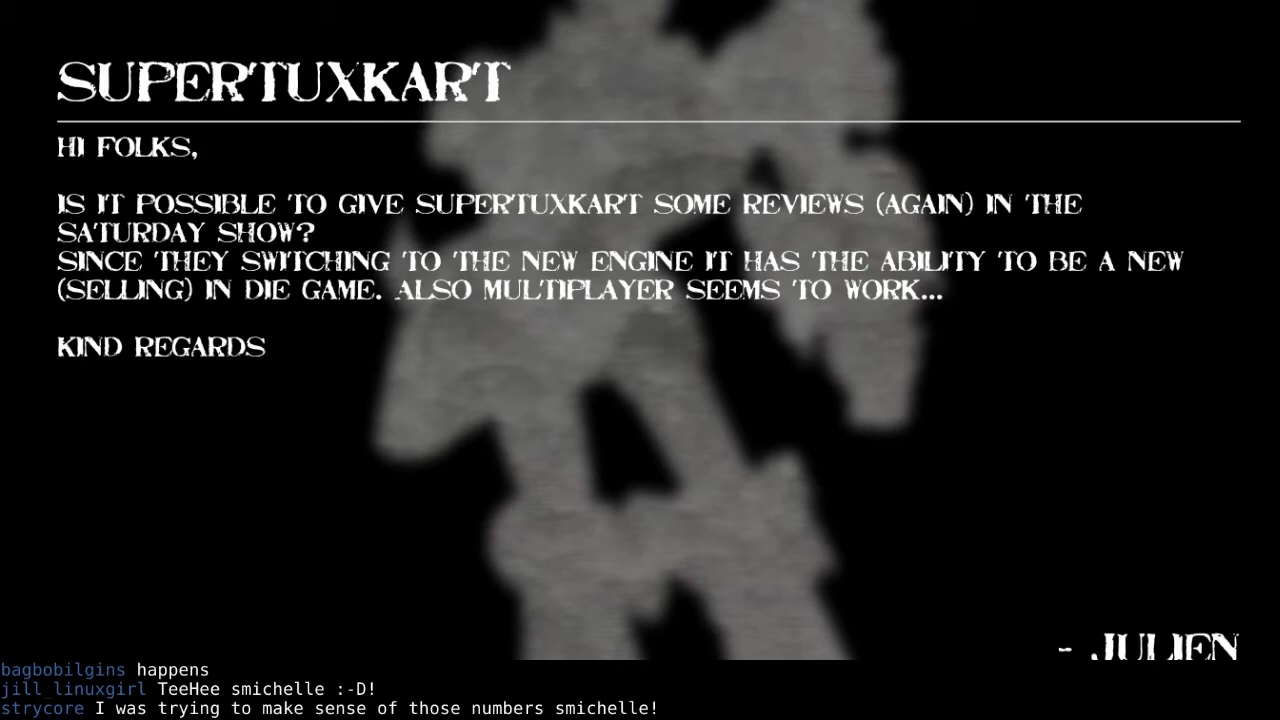 SUPERTUXKART
HI FOLKS,
IS IT POSSIBLE TO GIVE SUPERTUXKART SOME REVIEWS (AGAIN) IN THE
SATURDAY SHOW?
SINCE THEY SWITCHING TO THE NEW ENGINE IT HAS THE ABILITY TO BE A NEW
(SELLING) IN DIE GAME. ALSO MULTIPLAYER SEEMS TO WORK...
KIND REGARDS
- JULIEN
bagbobilgins happens
jill_linuxgirl TeeHee smichelle :-D!
strycore I was trying to make sense of those numbers smichelle!